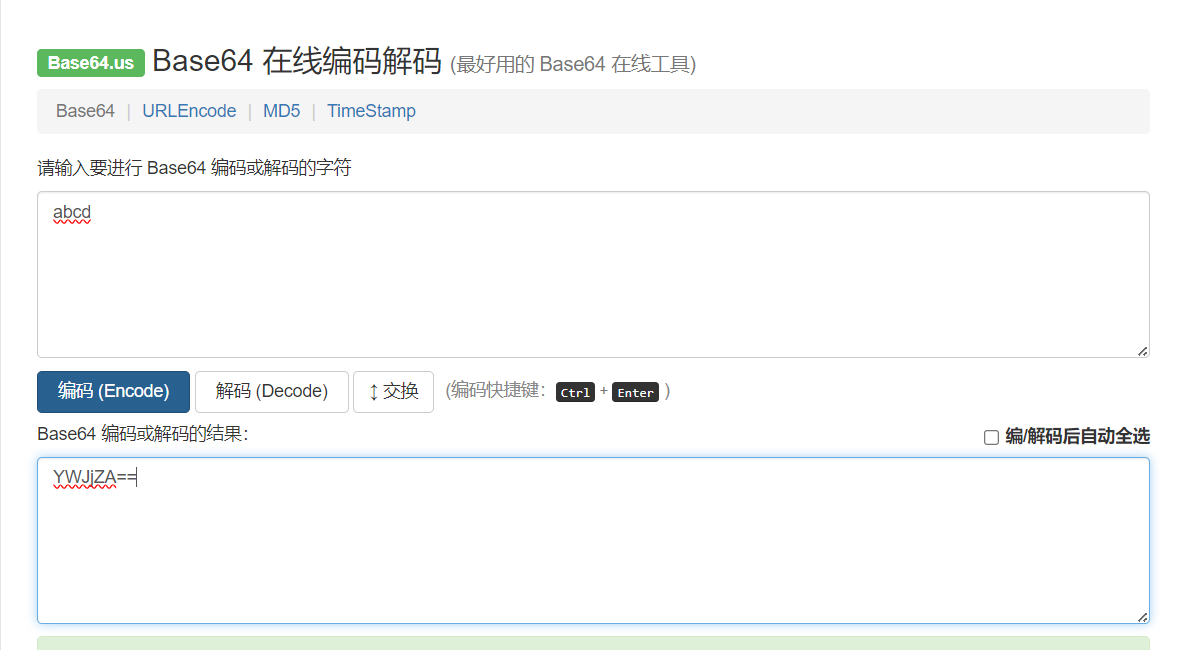 Base64.us Base64 在线编码解码 (最好用的 Base64 在线工具)
Base64 | URLEncode | MD5 | TimeStamp
请输入要进行 Base64 编码或解码的字符
abcd
编码 (Encode) 解码 (Decode) ↕ 交换 (编码快捷键： Ctrl + Enter )
Base64 编码或解码的结果： 编/解码后自动全选
YWJjZA==